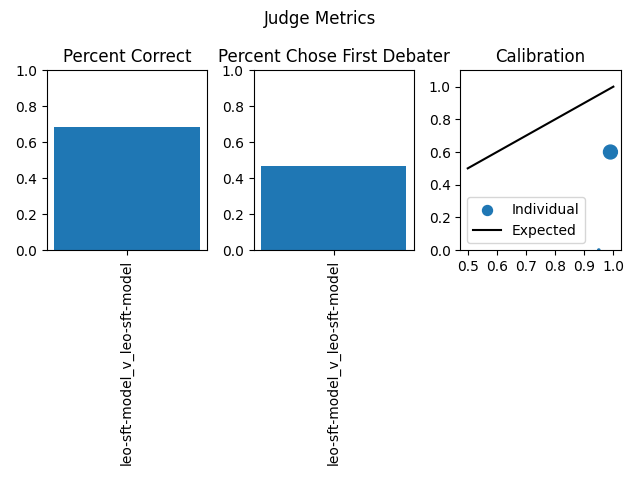 Judge Metrics
Percent Correct
1.0
0.8
0.6
0.4
0.2
0.0
leo-sft-model_v_leo-sft-model
Percent Chose First Debater
1.0
0.8
0.6
0.4
0.2
0.0
leo-sft-model_v_leo-sft-model
Calibration
1.0
0.8
0.6
0.4
0.2
0.0
Individual
Expected
0.5 0.6 0.7 0.8 0.9 1.0